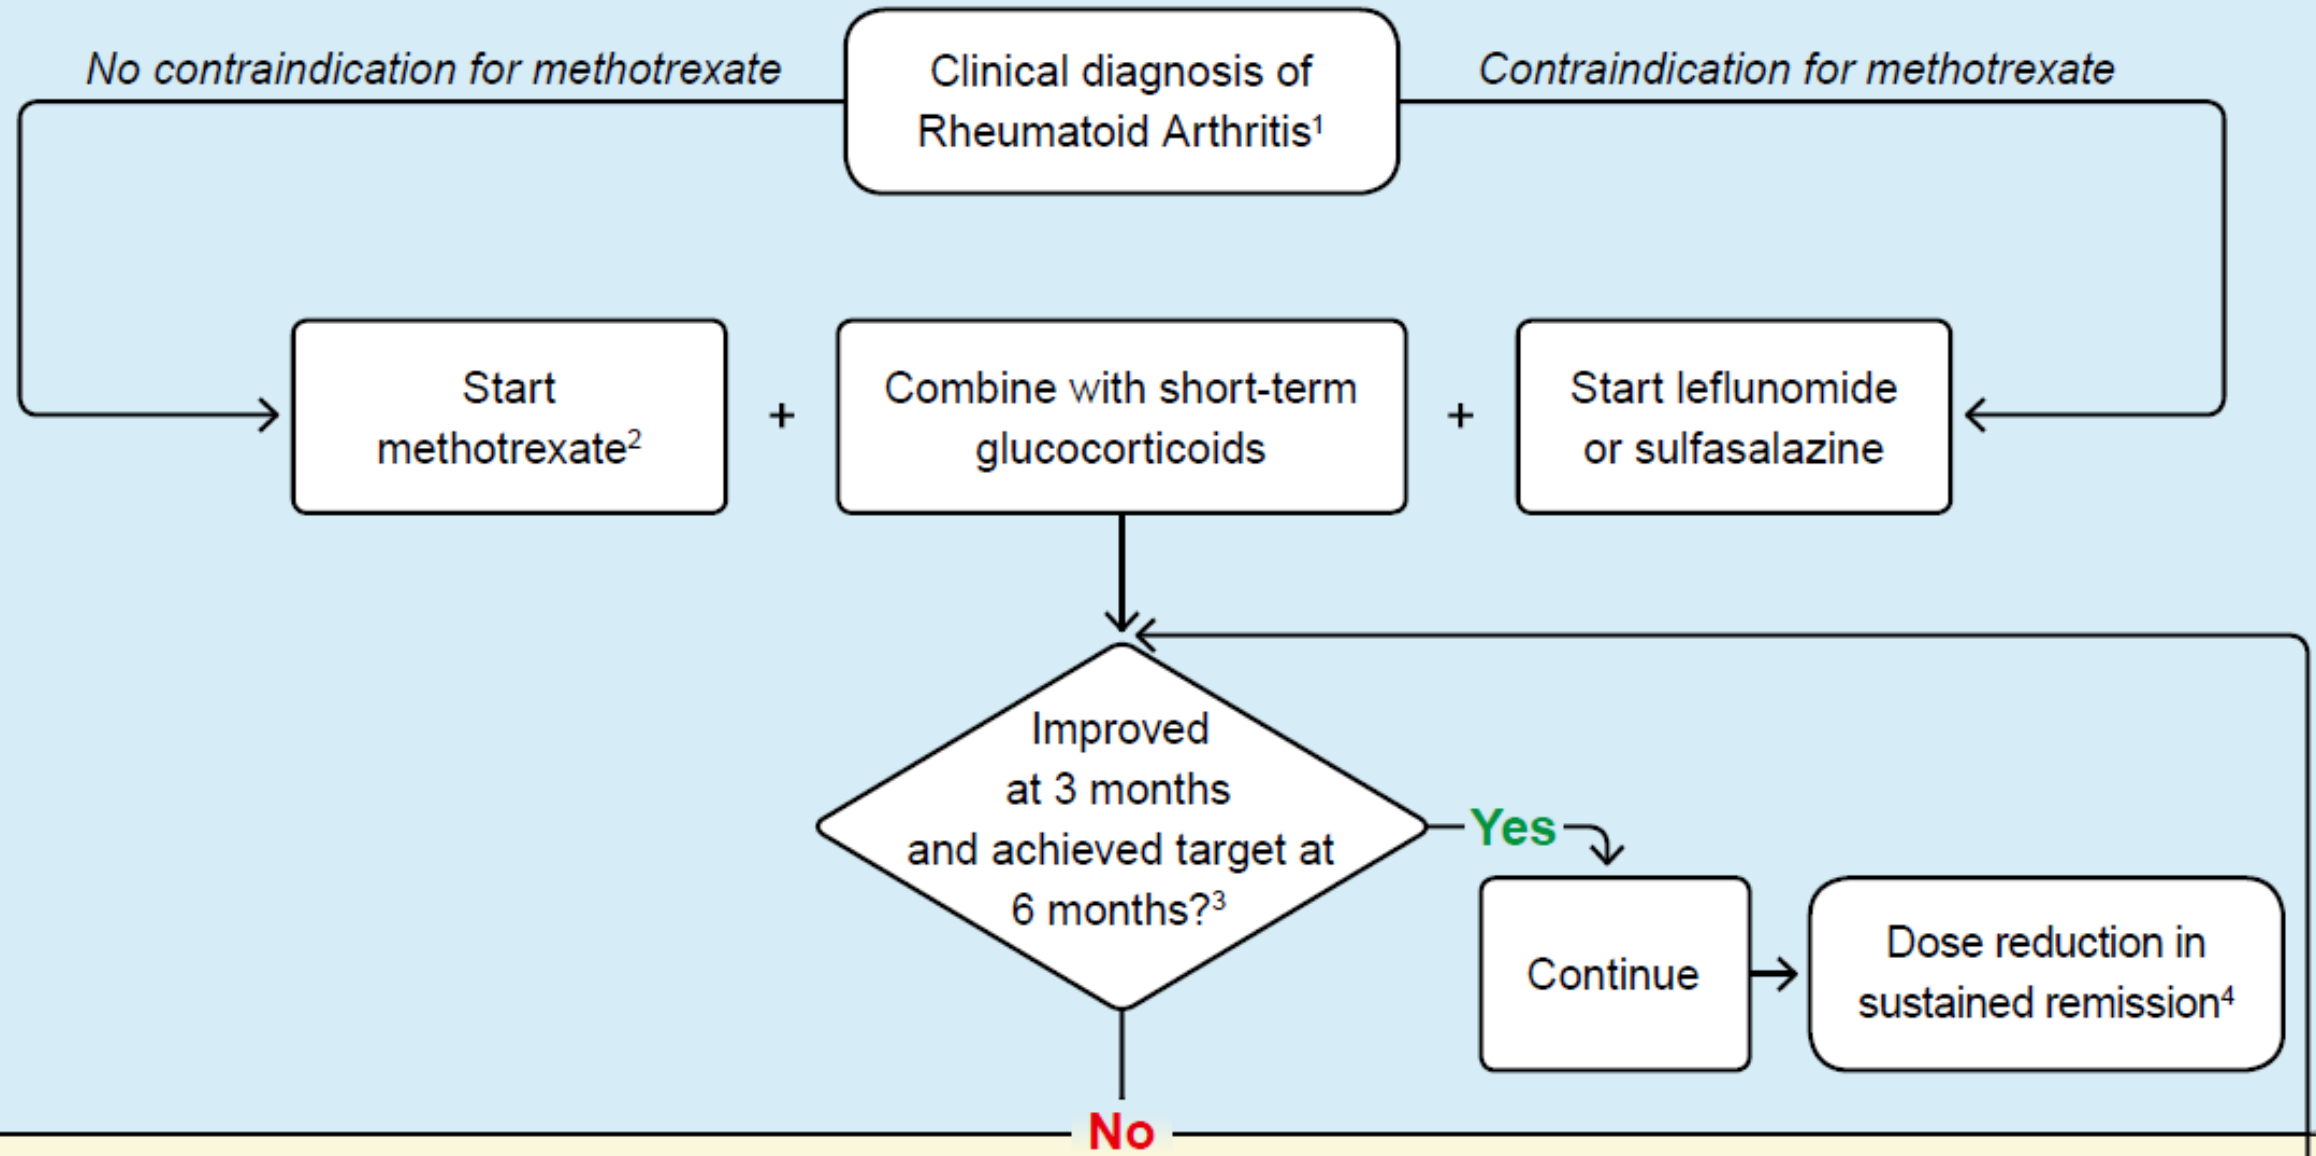 No contraindication for methotrexate
Clinical diagnosis of
Rheumatoid Arthritis¹
Contraindication for methotrexate
Start
methotrexate²
+
Combine with short-term
glucocorticoids
+
Start leflunomide
or sulfasalazine
Improved
at 3 months
and achieved target at
6 months?³
Yes
Continue
Dose reduction in
sustained remission⁴
No